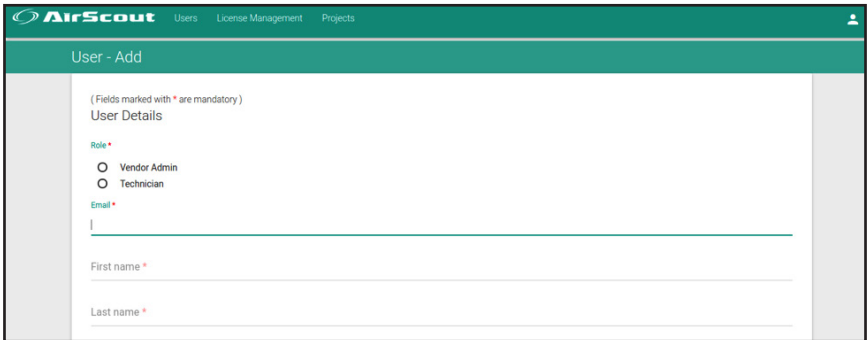 AirScout Users License Management Projects
User - Add
( Fields marked with * are mandatory )
User Details
Role *
Vendor Admin
Technician
Email *
First name *
Last name *